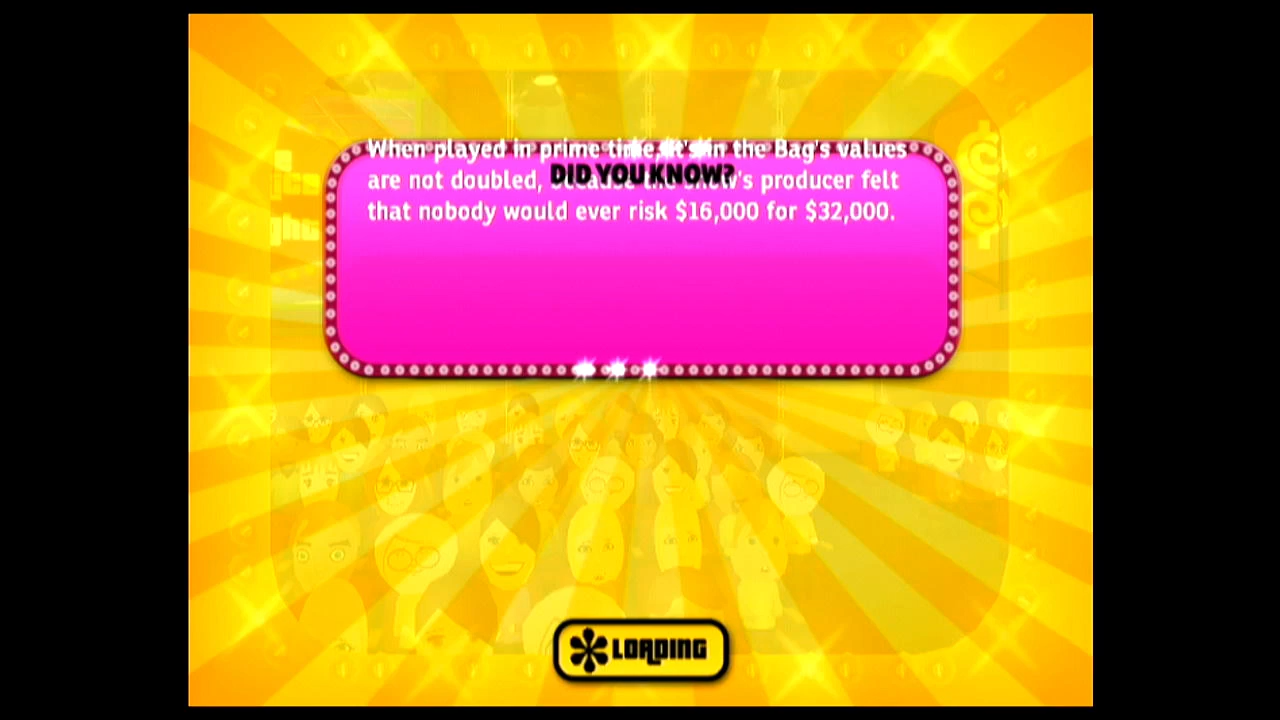 When played in prime time, It's in the Bag's values
DID YOU KNOW?
are not doubled, because the show's producer felt
that nobody would ever risk $16,000 for $32,000.
LOADING